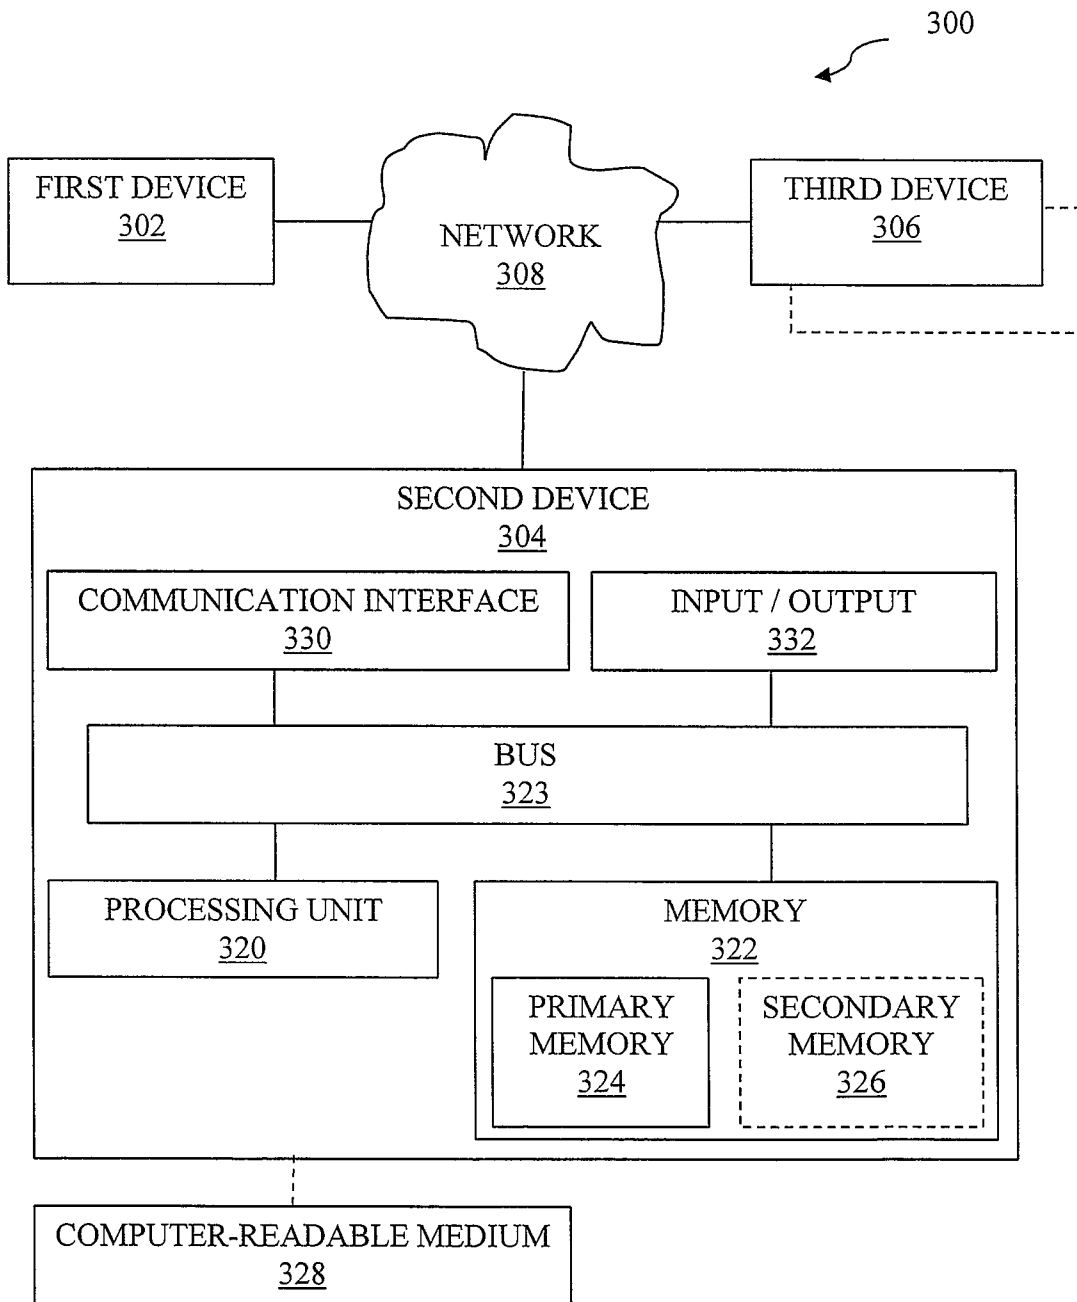 300
FIRST DEVICE
302
NETWORK
308
THIRD DEVICE
306
SECOND DEVICE
304
COMMUNICATION INTERFACE
330
INPUT / OUTPUT
332
BUS
323
PROCESSING UNIT
320
MEMORY
322
PRIMARY
MEMORY
324
SECONDARY
MEMORY
326
COMPUTER-READABLE MEDIUM
328